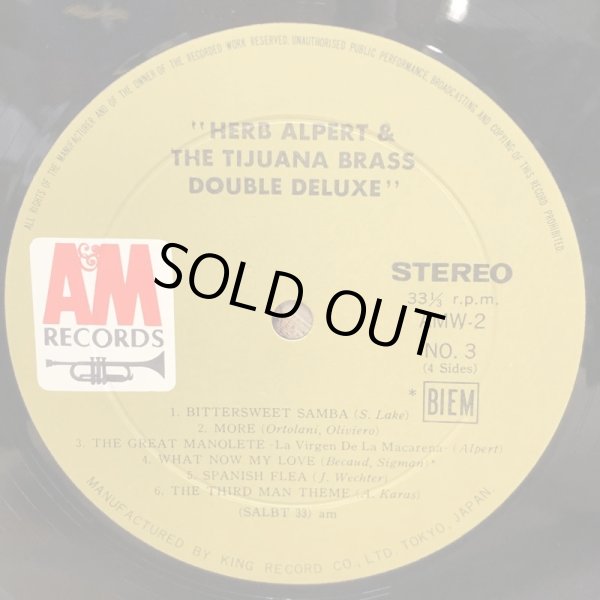 ALL RIGHTS OF THE MANUFACTURER AND OF THE OWNER OF THE RECORDED WORK RESERVED. UNAUTHORISED PUBLIC PERFORMANCE, BROADCASTING AND COPYING OF THIS RECORD PROHIBITED
"HERB ALPERT &
THE TIJUANA BRASS
DOUBLE DELUXE"
A&M
RECORDS
SOLD OUT
STEREO
33⅓ r.p.m.
MW-2
NO. 3
(4 Sides)
* BIEM
1. BITTERSWEET SAMBA (S. Lake)
2. MORE (Ortolani, Oliviero)
3. THE GREAT MANOLETE -La Virgen De La Macarena- (Alpert)
4. WHAT NOW MY LOVE (Becaud, Sigman)*
5. SPANISH FLEA (J. Wechter)
6. THE THIRD MAN THEME (A. Karas)
(SALBT 33) am
MANUFACTURED BY KING RECORD CO., LTD. TOKYO, JAPAN.